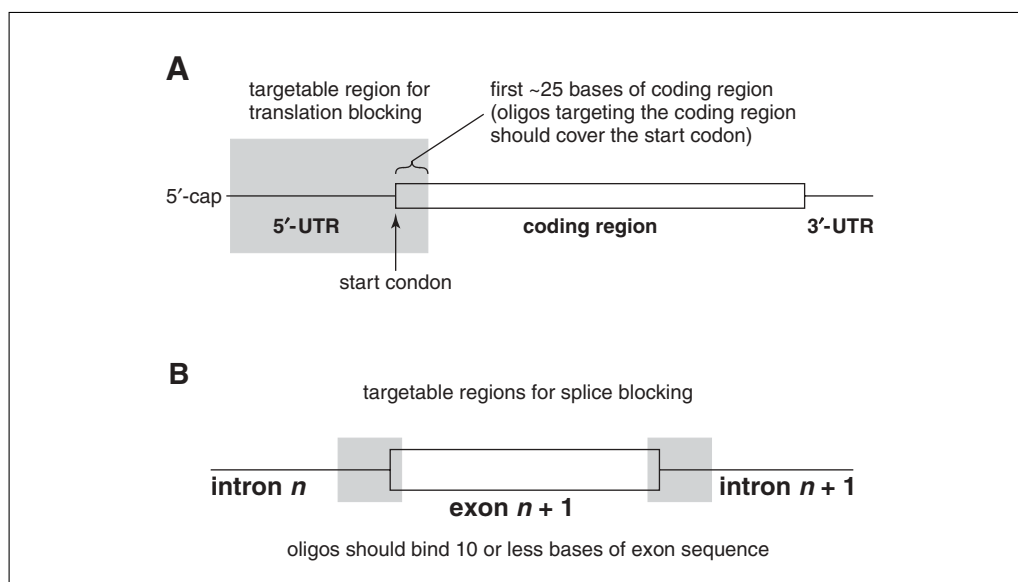 A
targetable region for
translation blocking
first ~25 bases of coding region
(oligos targeting the coding region
should cover the start codon)
5′-cap
5′-UTR
coding region
3′-UTR
start condon
B
targetable regions for splice blocking
intron n
exon n + 1
intron n + 1
oligos should bind 10 or less bases of exon sequence